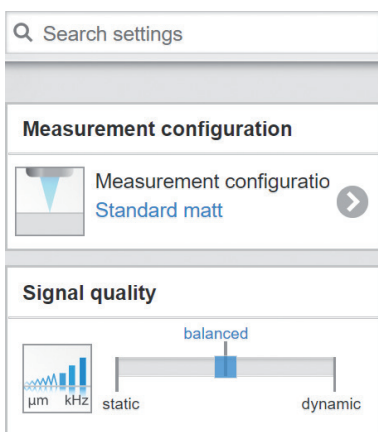 Search settings
Measurement configuration
Measurement configuratio
Standard matt
Signal quality
balanced
µm kHz
static dynamic